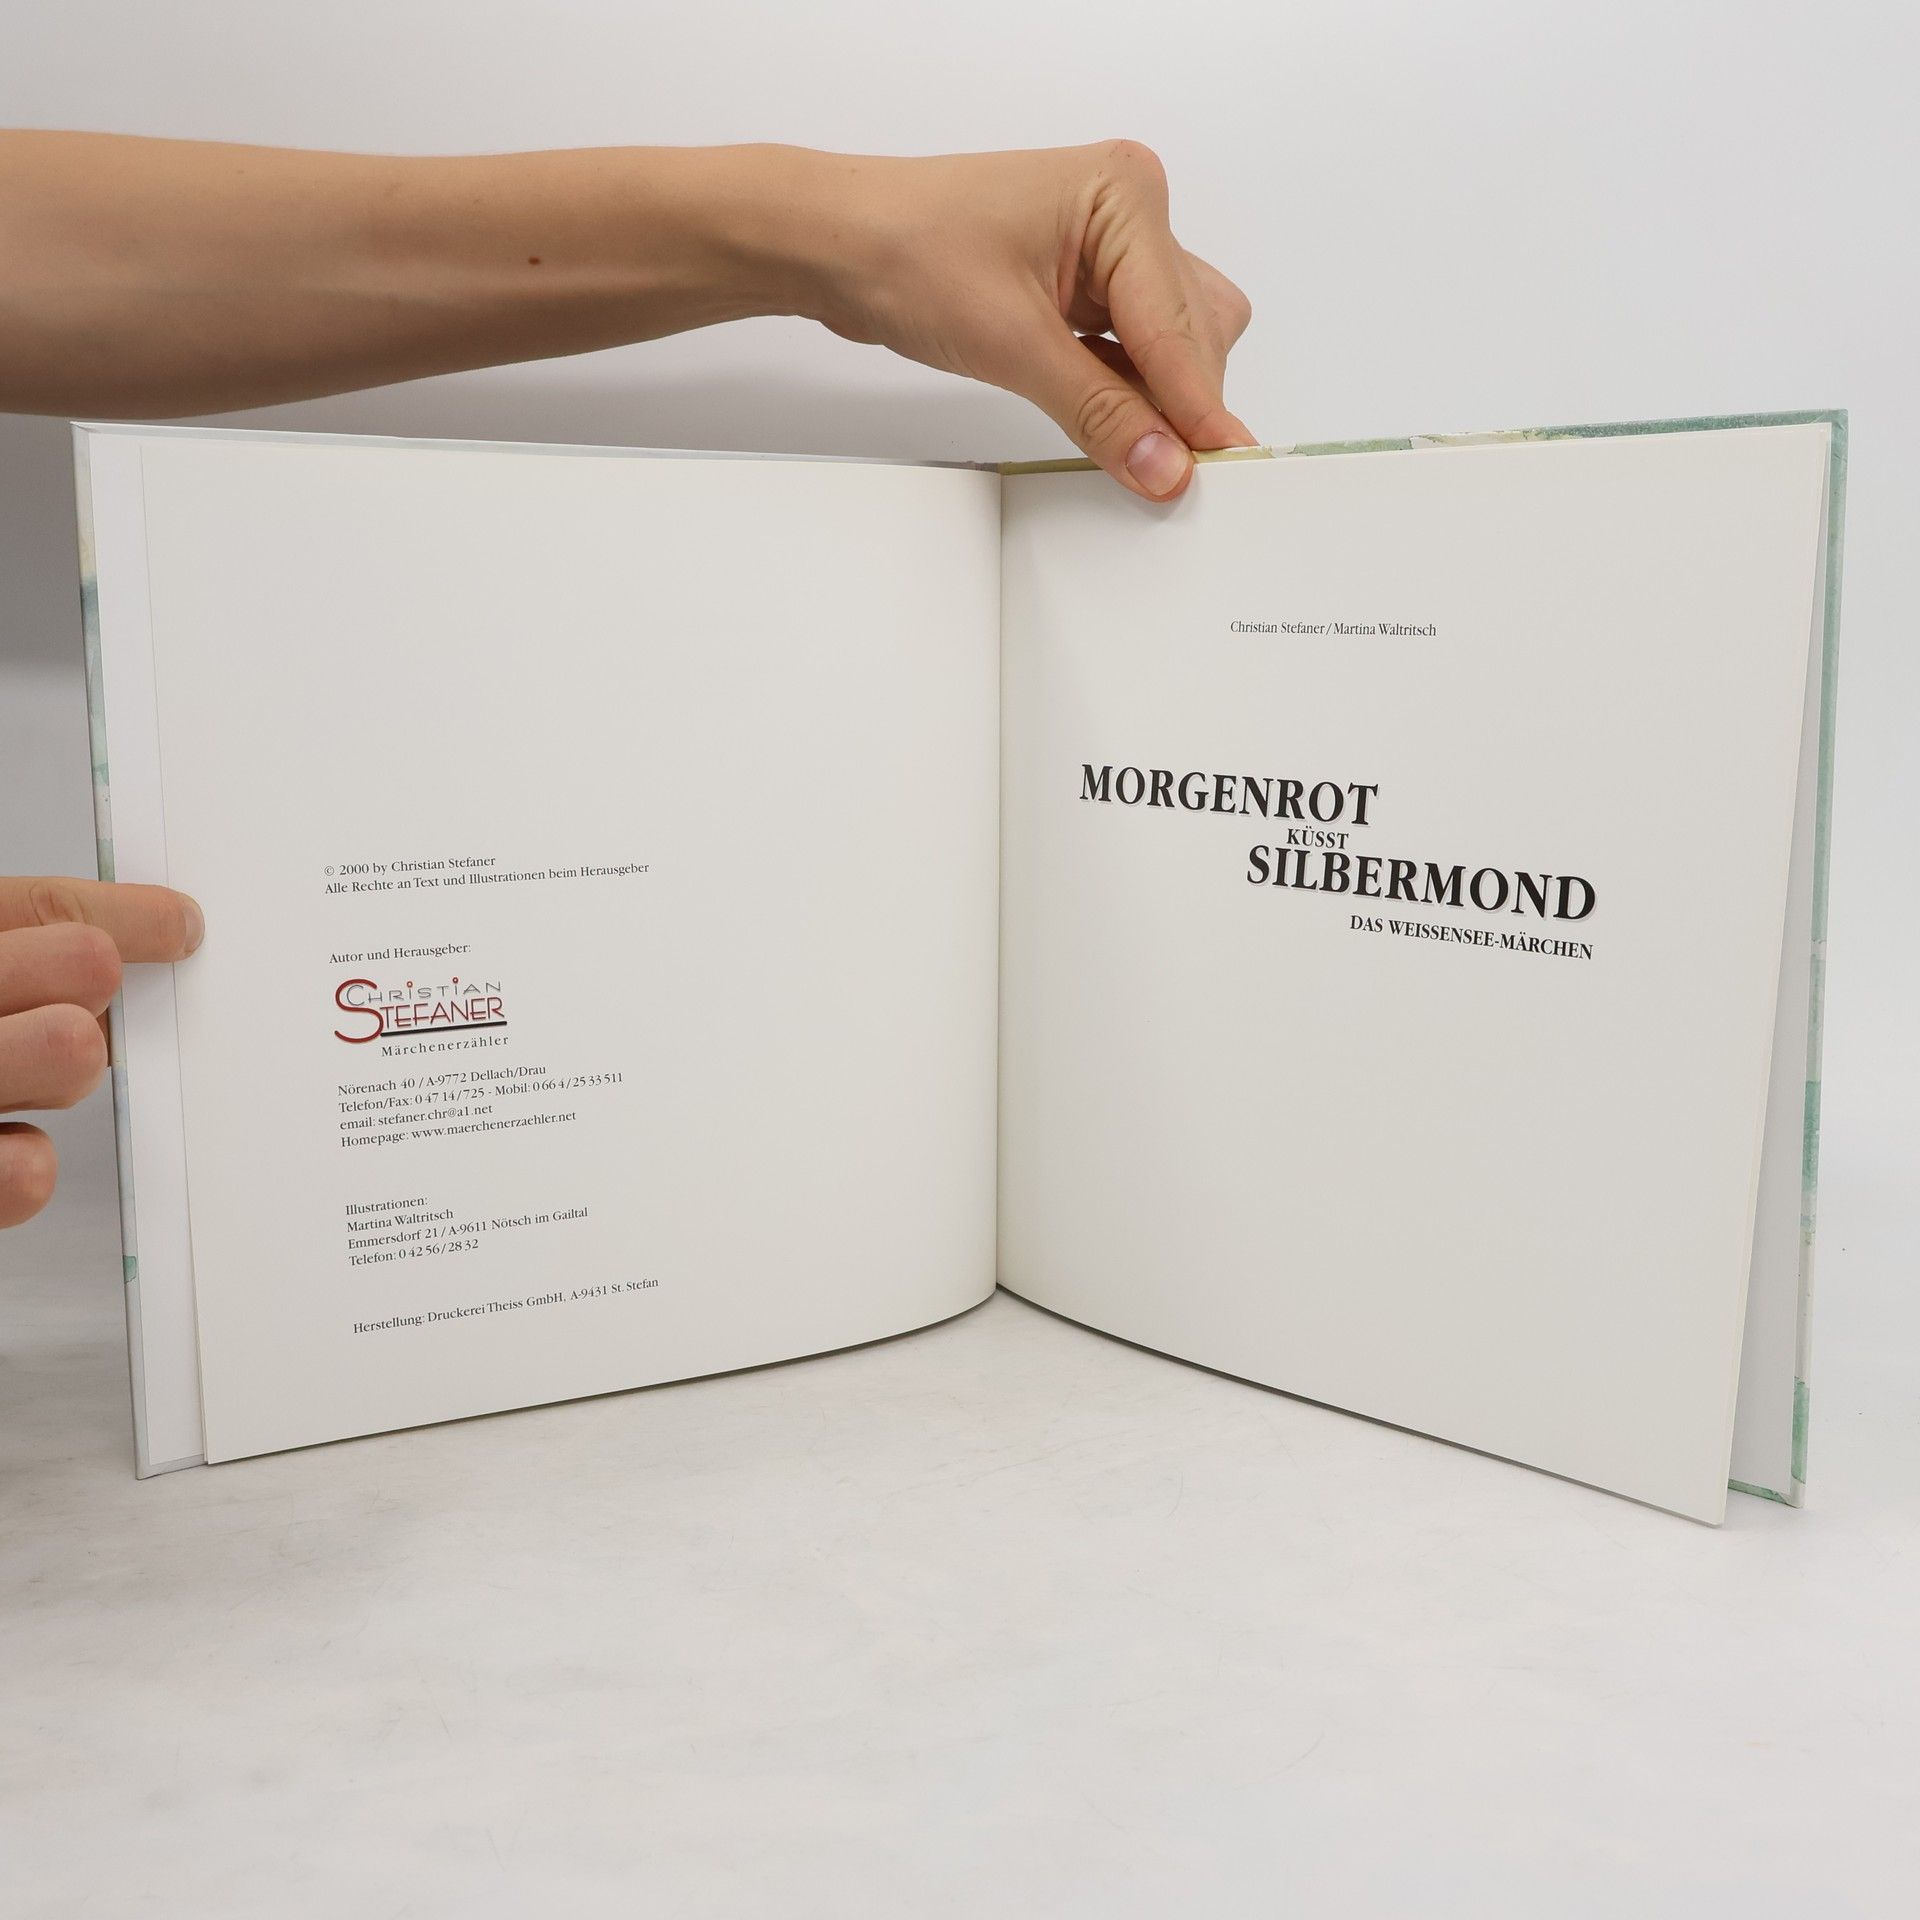 © 2000 by Christian Stefaner
Alle Rechte an Text und Illustrationen beim Herausgeber
Autor und Herausgeber:
CHRiSTiAN
STEFANER
Märchenerzähler
Nörenach 40 / A-9772 Dellach/Drau
Telefon/Fax: 0 47 14/725 - Mobil: 0 66 4/25 33 511
email: stefaner.chr@a1.net
Homepage: www.maerchenerzaehler.net
Illustrationen:
Martina Waltritsch
Emmersdorf 21 / A-9611 Nötsch im Gailtal
Telefon: 0 42 56/28 32
Herstellung: Druckerei Theiss GmbH, A-9431 St. Stefan
Christian Stefaner/Martina Waltritsch
MORGENROT
KÜSST
SILBERMOND
DAS WEISSENSEE-MÄRCHEN